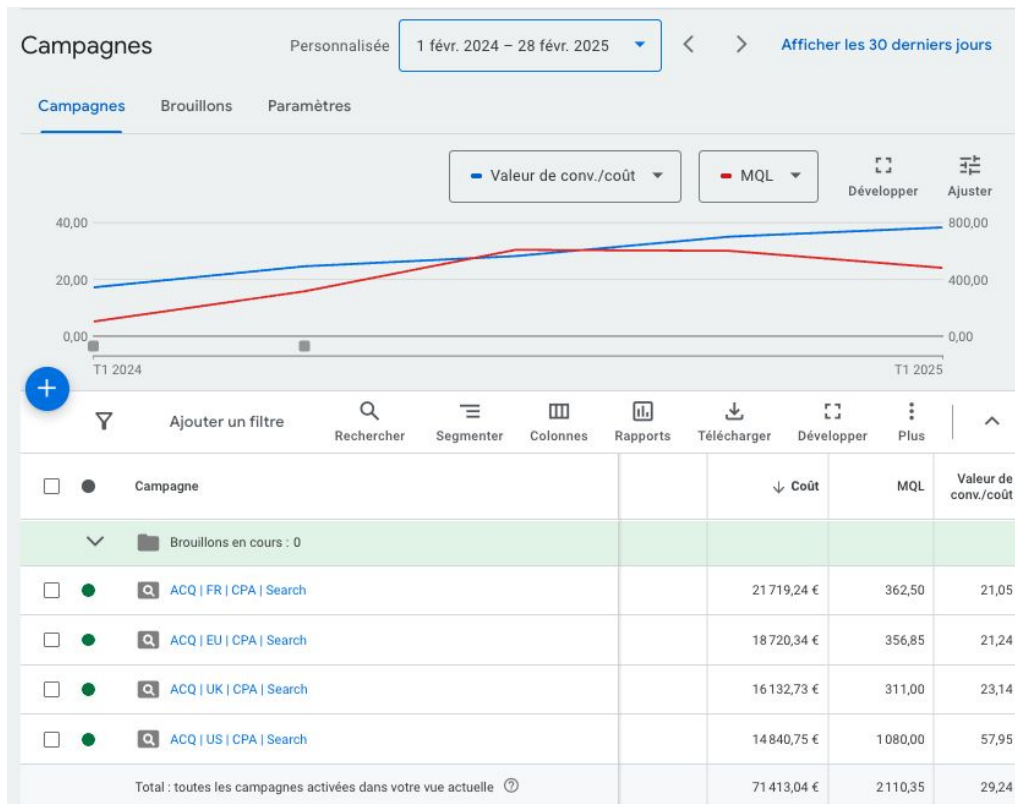 Campagnes
Personnalisée
1 févr. 2024 – 28 févr. 2025
Afficher les 30 derniers jours
Campagnes Brouillons Paramètres
Valeur de conv./coût
MQL
Développer
Ajuster
40,00 800,00
20,00 400,00
0,00 0,00
T1 2024 T1 2025
Ajouter un filtre
Rechercher Segmenter Colonnes Rapports Télécharger Développer Plus
Campagne Coût MQL Valeur de
conv./coût
Brouillons en cours : 0
ACQ | FR | CPA | Search 21 719,24 € 362,50 21,05
ACQ | EU | CPA | Search 18 720,34 € 356,85 21,24
ACQ | UK | CPA | Search 16 132,73 € 311,00 23,14
ACQ | US | CPA | Search 14 840,75 € 1 080,00 57,95
Total : toutes les campagnes activées dans votre vue actuelle 71 413,04 € 2 110,35 29,24